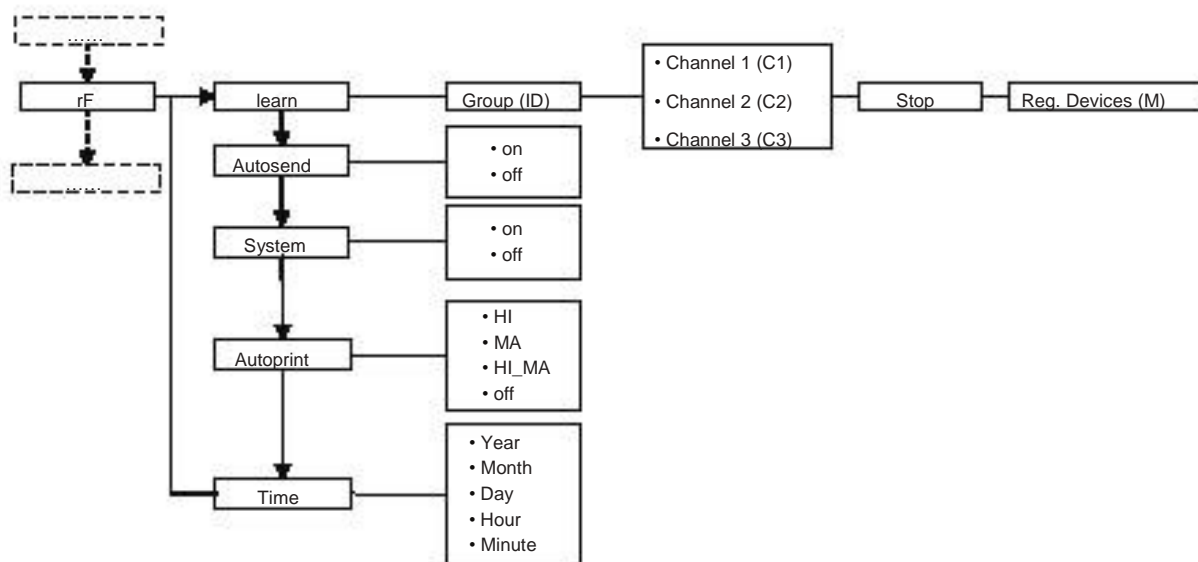 ......
rF
......
learn
Group (ID)
• Channel 1 (C1)
• Channel 2 (C2)
• Channel 3 (C3)
Stop
Reg. Devices (M)
Autosend
• on
• off
System
• on
• off
Autoprint
• HI
• MA
• HI_MA
• off
Time
• Year
• Month
• Day
• Hour
• Minute